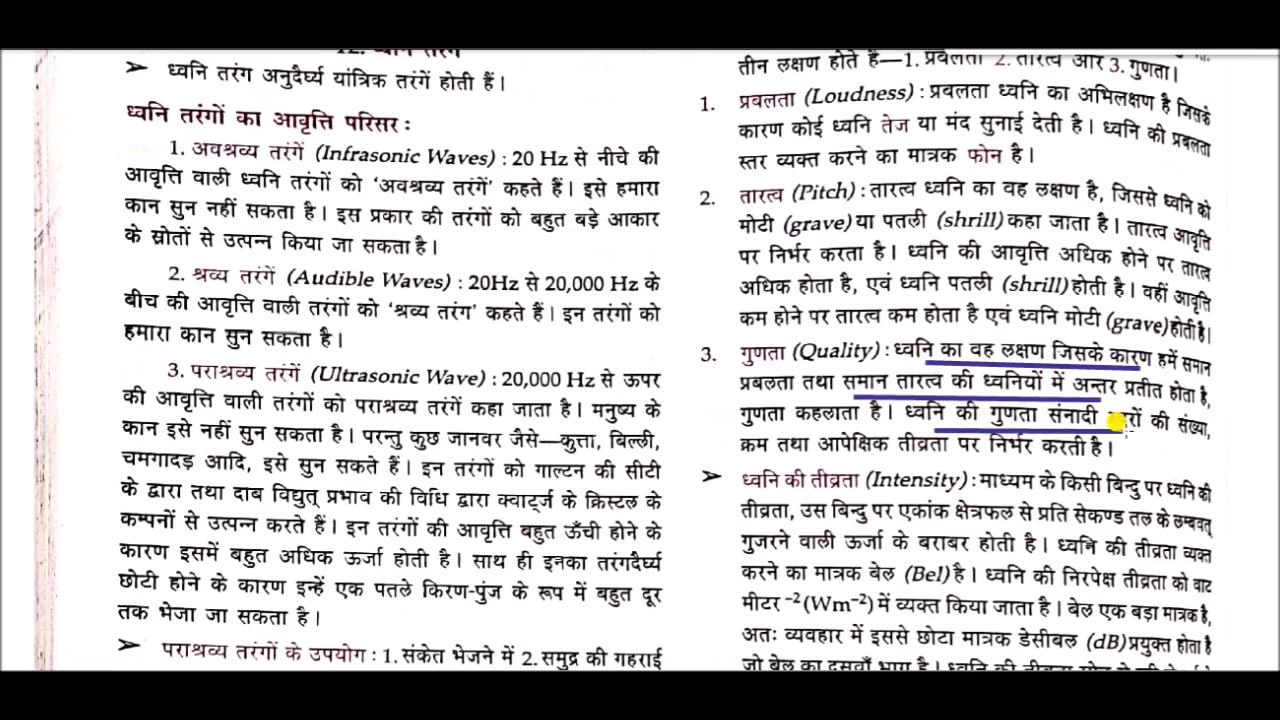 ध्वनि तरंग अनुदैर्ध्य यांत्रिक तरंगें होती हैं।
ध्वनि तरंगों का आवृत्ति परिसर :
1. अवश्रव्य तरंगें (Infrasonic Waves) : 20 Hz से नीचे की
आवृत्ति वाली ध्वनि तरंगों को 'अवश्रव्य तरंगें' कहते हैं। इसे हमारा
कान सुन नहीं सकता है। इस प्रकार की तरंगों को बहुत बड़े आकार
के स्रोतों से उत्पन्न किया जा सकता है।
2. श्रव्य तरंगें (Audible Waves) : 20Hz से 20,000 Hz के
बीच की आवृत्ति वाली तरंगों को 'श्रव्य तरंग' कहते हैं। इन तरंगों को
हमारा कान सुन सकता है।
3. पराश्रव्य तरंगें (Ultrasonic Wave) : 20,000 Hz से ऊपर
की आवृत्ति वाली तरंगों को पराश्रव्य तरंगें कहा जाता है। मनुष्य के
कान इसे नहीं सुन सकता है। परन्तु कुछ जानवर जैसे—कुत्ता, बिल्ली,
चमगादड़ आदि, इसे सुन सकते हैं। इन तरंगों को गाल्टन की सीटी
के द्वारा तथा दाब विद्युत् प्रभाव की विधि द्वारा क्वार्ट्ज के क्रिस्टल के
कम्पनों से उत्पन्न करते हैं। इन तरंगों की आवृत्ति बहुत ऊँची होने के
कारण इसमें बहुत अधिक ऊर्जा होती है। साथ ही इनका तरंगदैर्घ्य
छोटी होने के कारण इन्हें एक पतले किरण-पुंज के रूप में बहुत दूर
तक भेजा जा सकता है।
पराश्रव्य तरंगों के उपयोग : 1. संकेत भेजने में 2. समुद्र की गहराई
तीन लक्षण होते हैं—1. प्रबलता 2. तारत्व और 3. गुणता।
1. प्रबलता (Loudness) : प्रबलता ध्वनि का अभिलक्षण है जिसके
कारण कोई ध्वनि तेज या मंद सुनाई देती है। ध्वनि की प्रबलता
स्तर व्यक्त करने का मात्रक फोन है।
2. तारत्व (Pitch) : तारत्व ध्वनि का वह लक्षण है, जिससे ध्वनि को
मोटी (grave) या पतली (shrill) कहा जाता है। तारत्व आवृत्ति
पर निर्भर करता है। ध्वनि की आवृत्ति अधिक होने पर तारत्व
अधिक होता है, एवं ध्वनि पतली (shrill) होती है। वहीं आवृत्ति
कम होने पर तारत्व कम होता है एवं ध्वनि मोटी (grave) होती है।
3. गुणता (Quality) : ध्वनि का वह लक्षण जिसके कारण हमें समान
प्रबलता तथा समान तारत्व की ध्वनियों में अन्तर प्रतीत होता है,
गुणता कहलाता है। ध्वनि की गुणता संनादी की संख्या,
क्रम तथा आपेक्षिक तीव्रता पर निर्भर करती है।
ध्वनि की तीव्रता (Intensity) : माध्यम के किसी बिन्दु पर ध्वनि की
तीव्रता, उस बिन्दु पर एकांक क्षेत्रफल से प्रति सेकण्ड तल के लम्बवत्
गुजरने वाली ऊर्जा के बराबर होती है। ध्वनि की तीव्रता व्यक्त
करने का मात्रक बेल (Bel) है। ध्वनि की निरपेक्ष तीव्रता को वाट
मीटर⁻² (Wm⁻²) में व्यक्त किया जाता है। बेल एक बड़ा मात्रक है,
अतः व्यवहार में इससे छोटा मात्रक डेसीबल (dB) प्रयुक्त होता है
जो बेल का दसवाँ भाग है। ध्वनि की तीव्रता